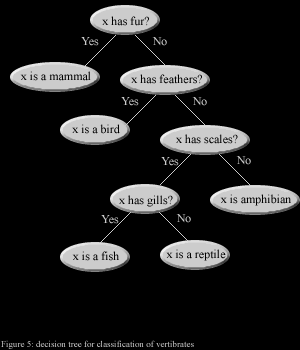 x has fur?
Yes
No
x is a mammal
x has feathers?
Yes
No
x is a bird
x has scales?
Yes
No
x has gills?
x is amphibian
Yes
No
x is a fish
x is a reptile
Figure 5: decision tree for classification of vertibrates